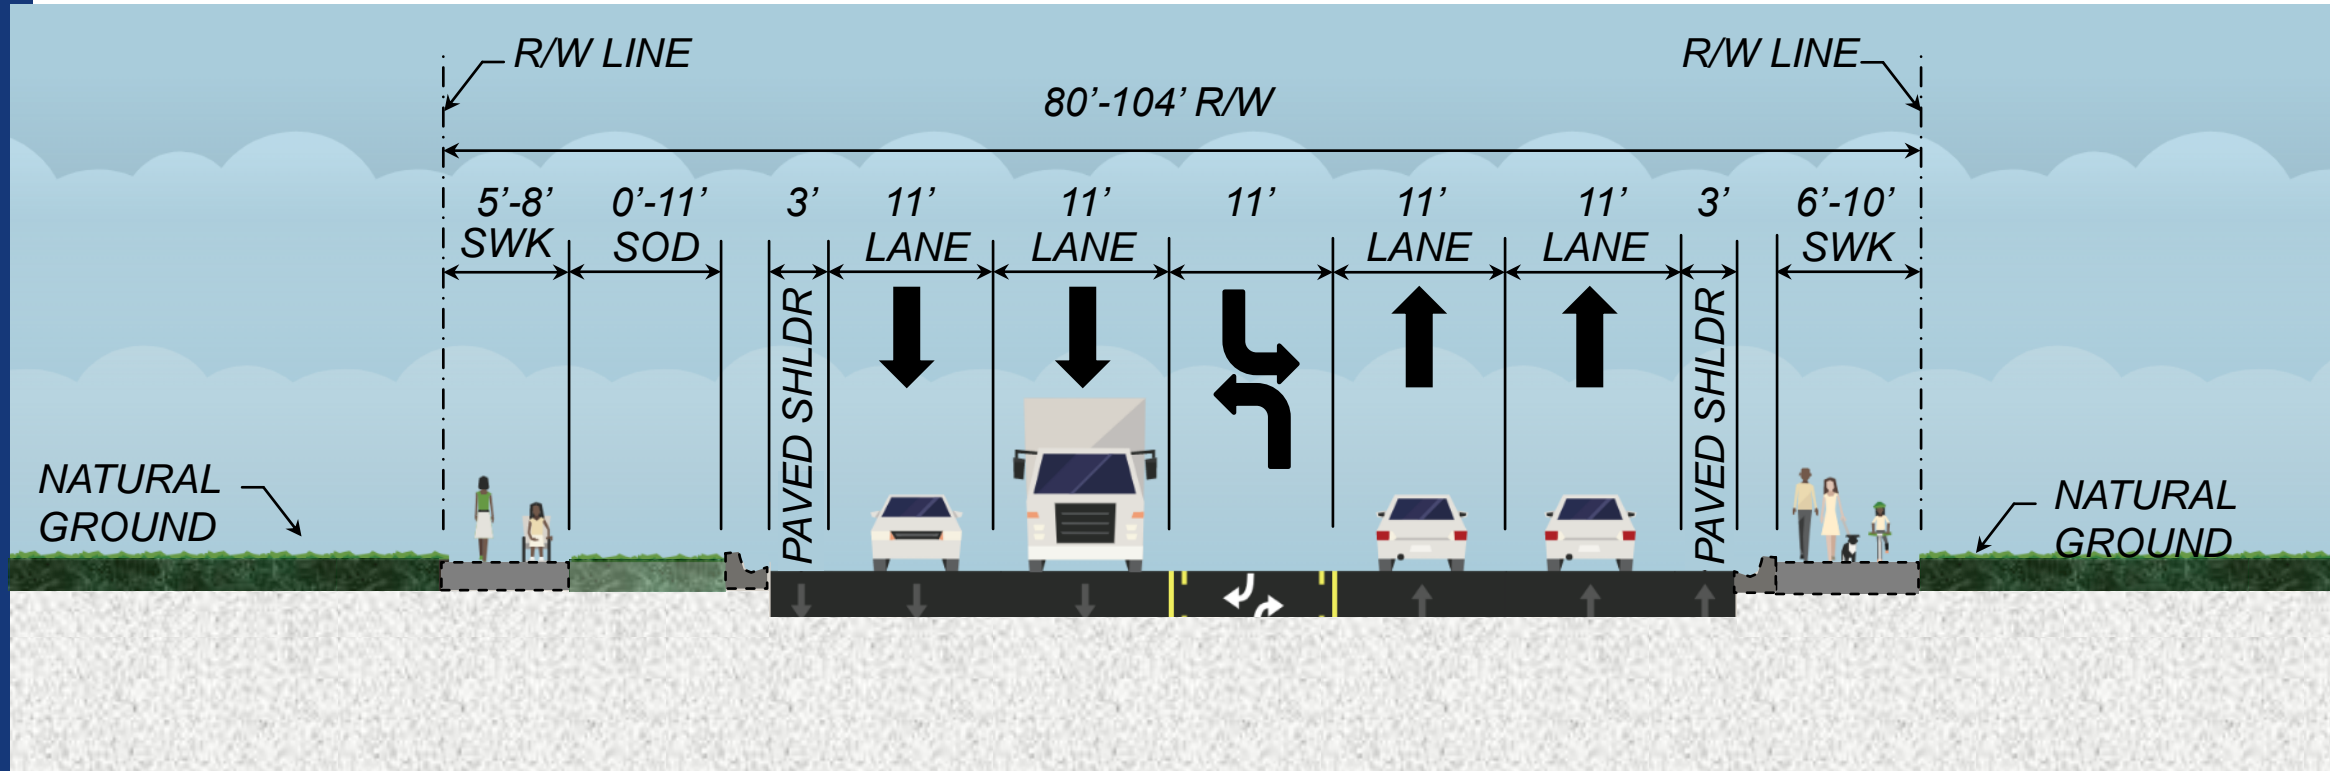 R/W LINE
R/W LINE
80’-104’ R/W
5’-8’
SWK
0’-11’
SOD
3’
PAVED SHLDR
11’
LANE
11’
LANE
11’
11’
LANE
11’
LANE
3’
PAVED SHLDR
6’-10’
SWK
NATURAL
GROUND
NATURAL
GROUND